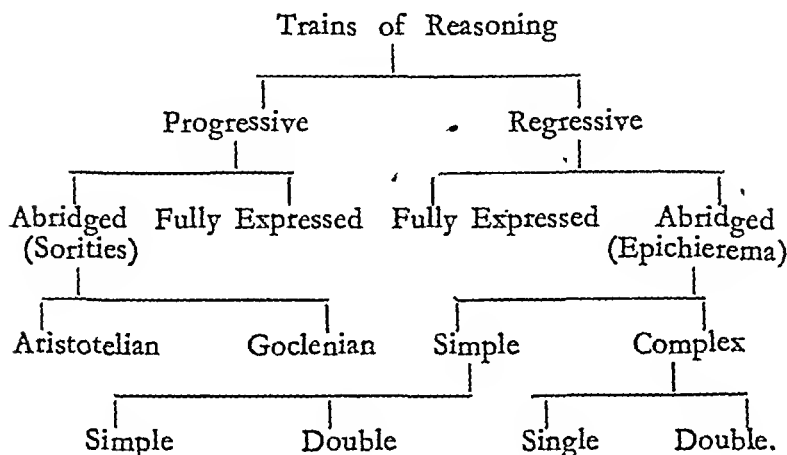 Trains of Reasoning
Progressive Regressive
Abridged Fully Expressed Fully Expressed Abridged
(Sorities) (Epichierema)
Aristotelian Goclenian Simple Complex
Simple Double Single Double.